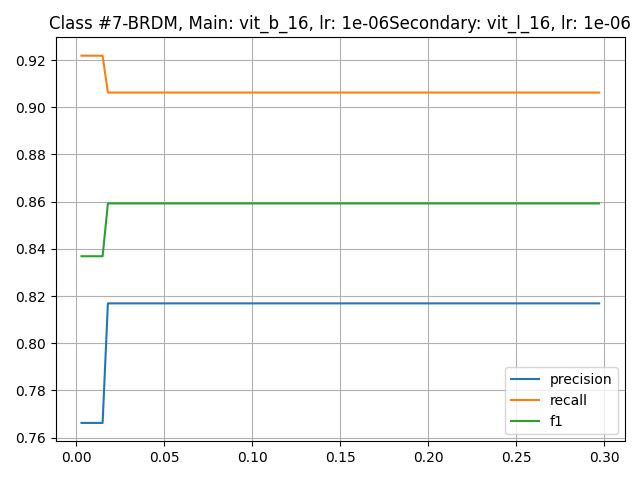 Class #7-BRDM, Main: vit_b_16, lr: 1e-06Secondary: vit_l_16, lr: 1e-06
0.92
0.90
0.88
0.86
0.84
0.82
0.80
0.78
0.76
precision
recall
f1
0.00 0.05 0.10 0.15 0.20 0.25 0.30